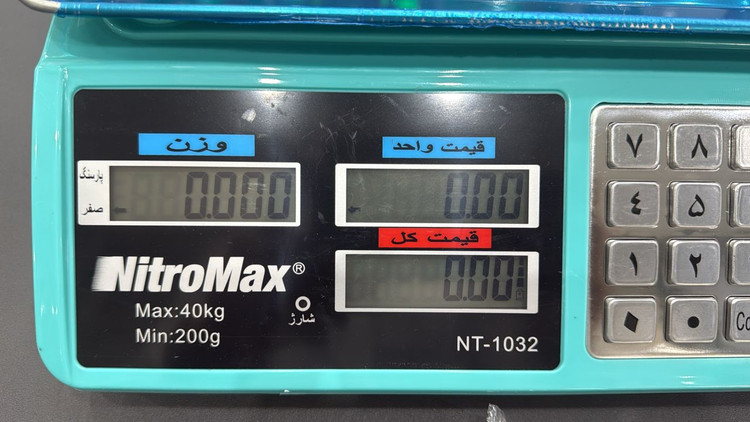 وزن
قیمت واحد
پارسنگ
صفر
0.000
0.00
قیمت کل
0.00
NitroMax®
Max:40kg
Min:200g
شارژ
NT-1032
۷ ۸
۴ ۵
۱ ۲